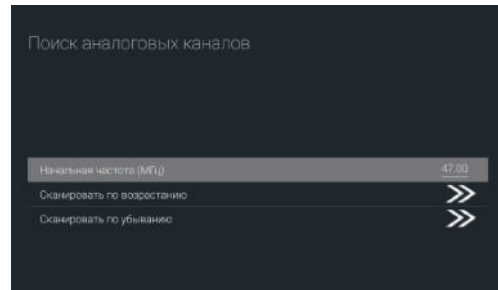 Поиск аналоговых каналов
Начальная частота (МГц) 47.00
Сканировать по возрастанию
Сканировать по убыванию